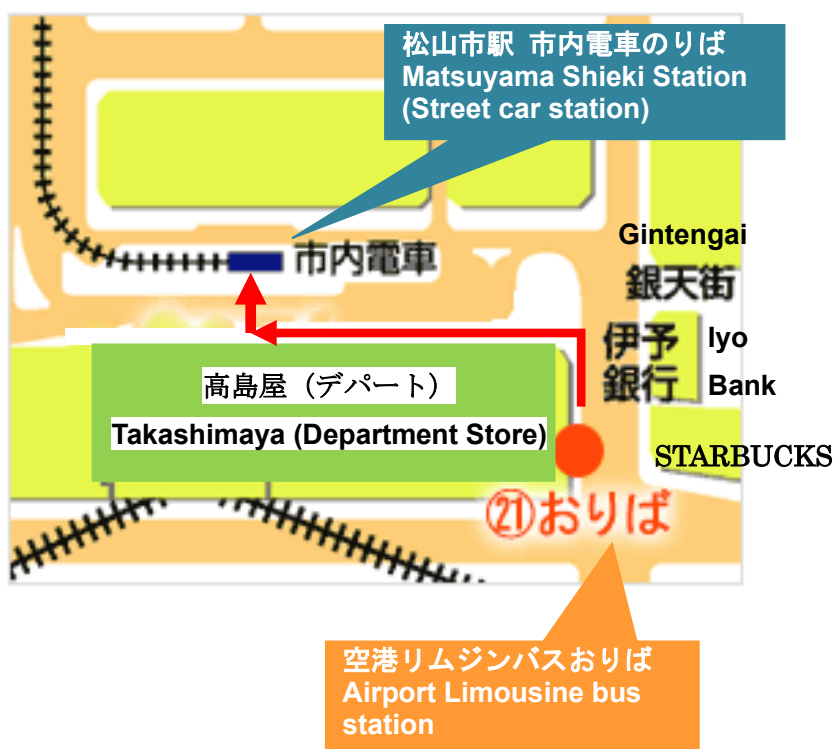 松山市駅 市内電車のりば
Matsuyama Shieki Station
(Street car station)
Gintengai
市内電車
銀天街
伊予
銀行
Iyo
Bank
高島屋（デパート）
Takashimaya (Department Store)
STARBUCKS
㉑おりば
空港リムジンバスおりば
Airport Limousine bus
station